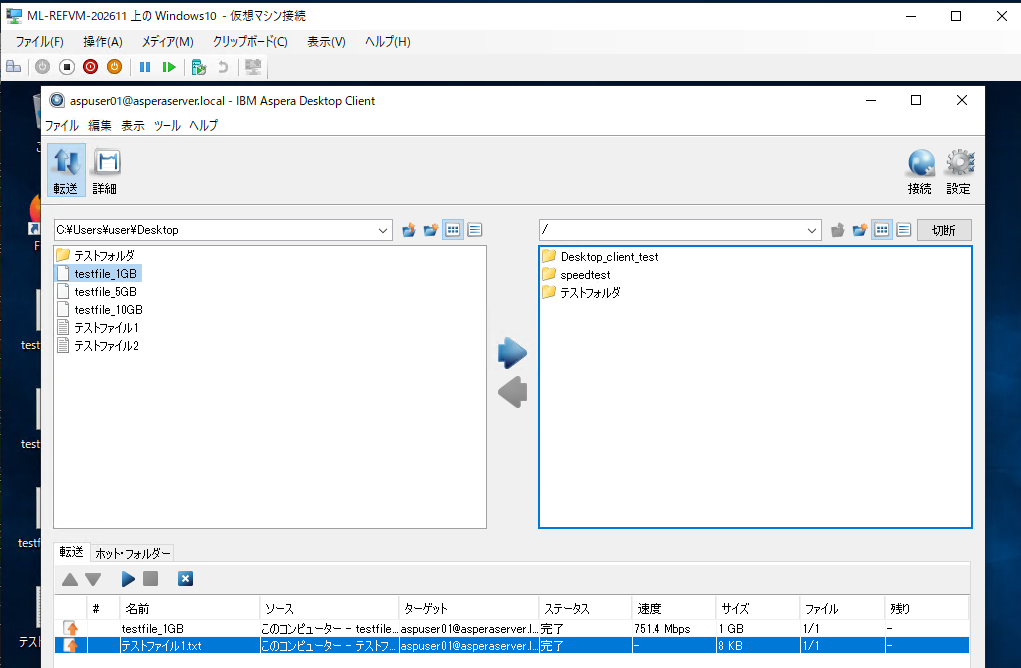 ML-REFVM-202611 上の Windows10 - 仮想マシン接続
ファイル(F) 操作(A) メディア(M) クリップボード(C) 表示(V) ヘルプ(H)
aspuser01@asperaserver.local - IBM Aspera Desktop Client
ファイル 編集 表示 ツール ヘルプ
転送 詳細 接続 設定
C:¥Users¥user¥Desktop / 切断
テストフォルダ
testfile_1GB
testfile_5GB
testfile_10GB
テストファイル1
テストファイル2
Desktop_client_test
speedtest
テストフォルダ
test
test
testf
テスト
転送 ホット・フォルダー
# 名前 ソース ターゲット ステータス 速度 サイズ ファイル 残り
testfile_1GB このコンピューター - testfile... aspuser01@asperaserver.l... 完了 751.4 Mbps 1 GB 1/1 -
テストファイル1.txt このコンピューター - テストフ... aspuser01@asperaserver.l... 完了 - 8 KB 1/1 -